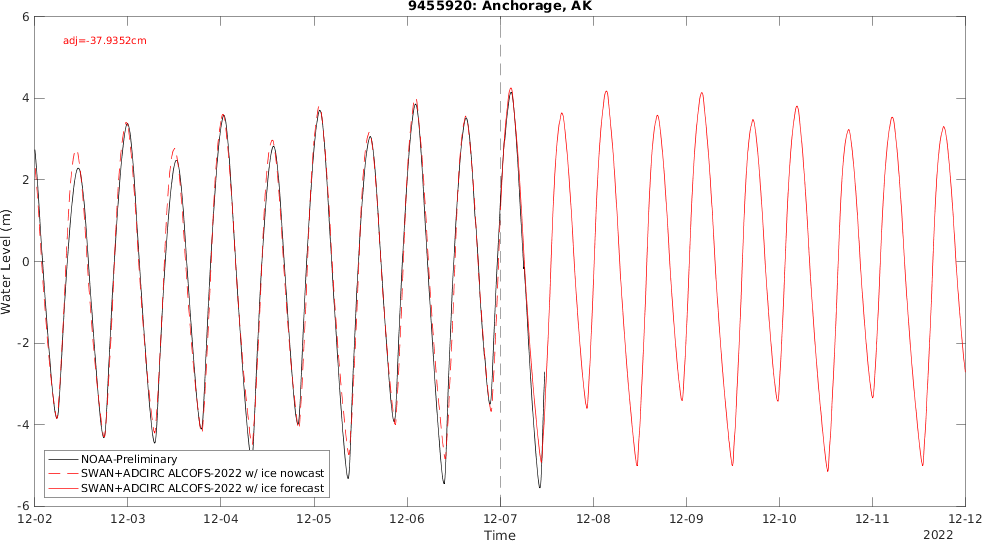 9455920: Anchorage, AK
6
adj=-37.9352cm
4
2
0
-2
-4
-6
Water Level (m)
NOAA-Preliminary
SWAN+ADCIRC ALCOFS-2022 w/ ice nowcast
SWAN+ADCIRC ALCOFS-2022 w/ ice forecast
12-02 12-03 12-04 12-05 12-06 12-07 12-08 12-09 12-10 12-11 12-12
Time
2022